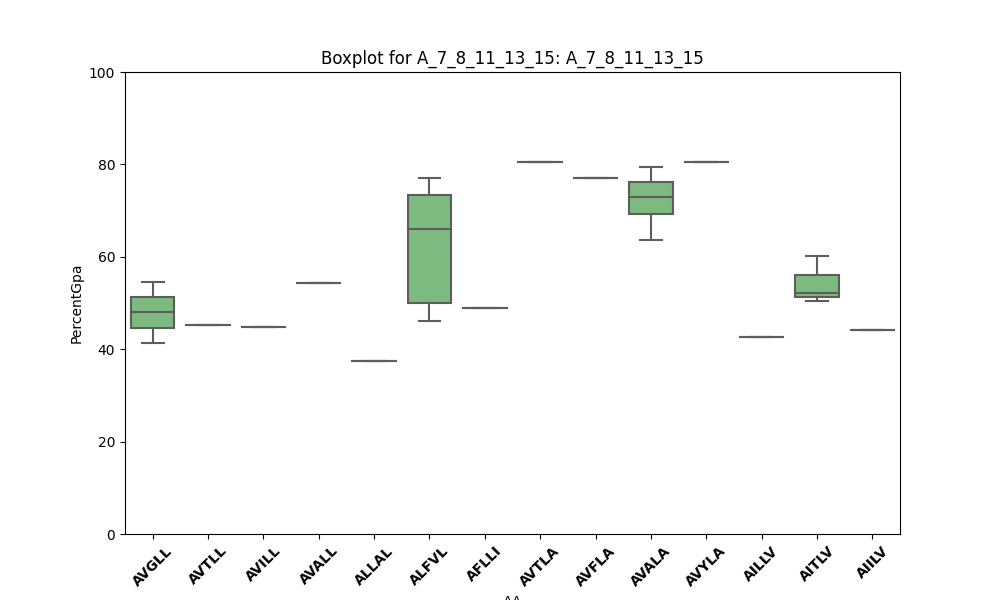 Boxplot for A_7_8_11_13_15: A_7_8_11_13_15
PercentGpa
100
80
60
40
20
0
AVGLL
AVTLL
AVILL
AVALL
ALLAL
ALFVL
AFLLI
AVTLA
AVFLA
AVALA
AVYLA
AILLV
AITLV
AIILV
AA